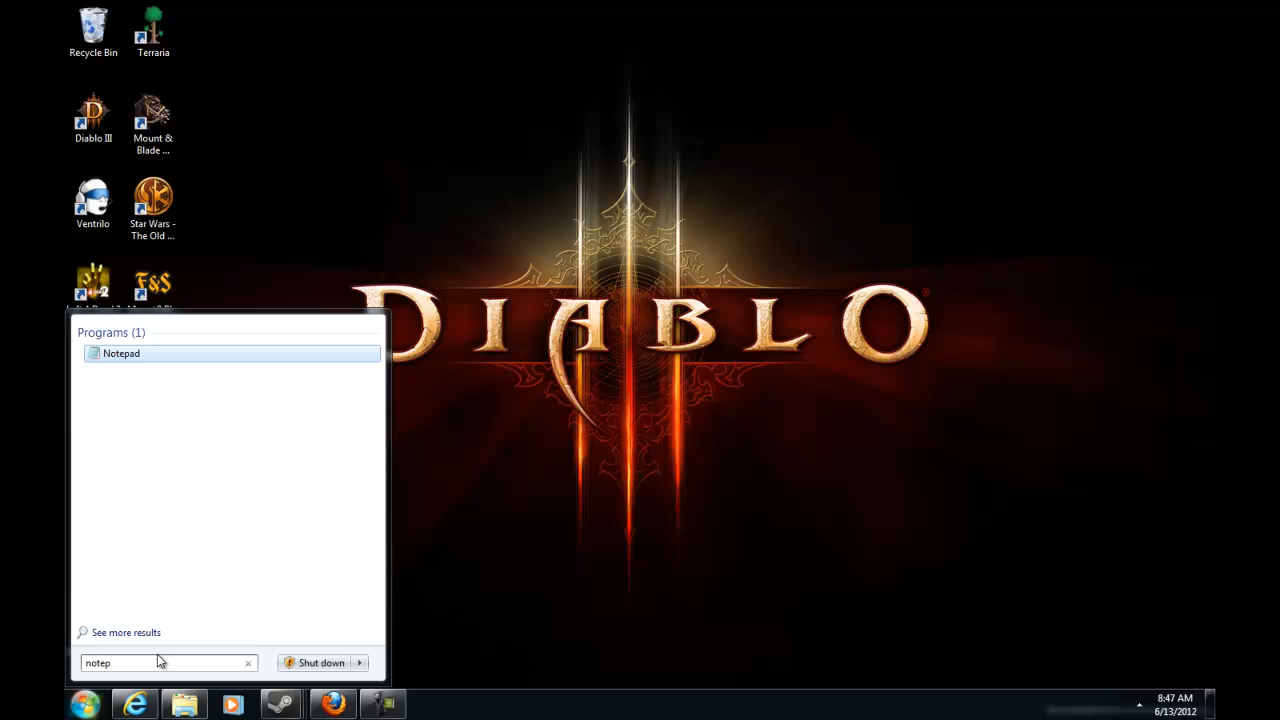 Recycle Bin
Terraria
Diablo III
Mount &
Blade ...
Ventrilo
Star Wars -
The Old ...
F&S
DIABLO
Programs (1)
Notepad
See more results
notep
Shut down
8:47 AM
6/13/2012